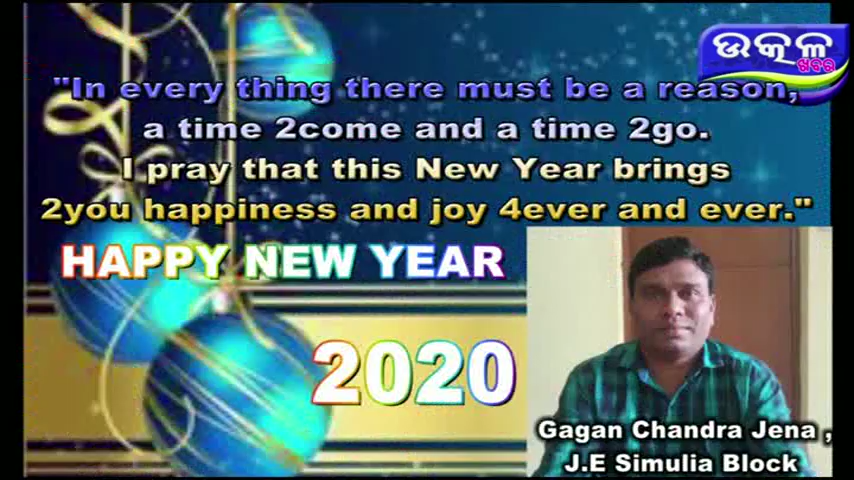 ଉତ୍କଳ
ଖବର
"In every thing there must be a reason,
a time 2come and a time 2go.
I pray that this New Year brings
2you happiness and joy 4ever and ever."
HAPPY NEW YEAR
2020
Gagan Chandra Jena ,
J.E Simulia Block